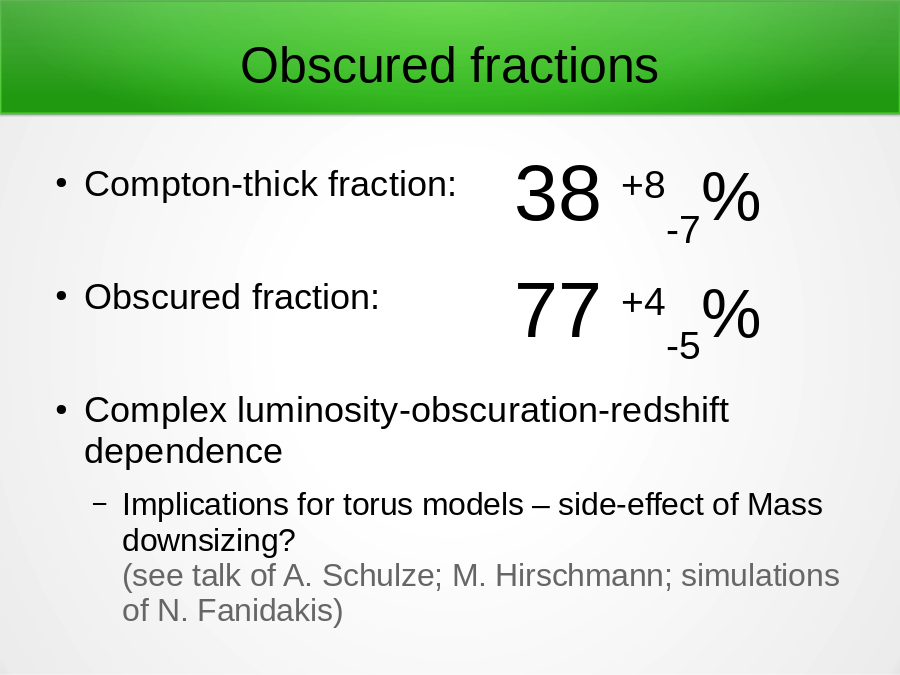 Obscured fractions
• Compton-thick fraction: 38 +8 -7 %
• Obscured fraction: 77 +4 -5 %
• Complex luminosity-obscuration-redshift
dependence
– Implications for torus models – side-effect of Mass
downsizing?
(see talk of A. Schulze; M. Hirschmann; simulations
of N. Fanidakis)